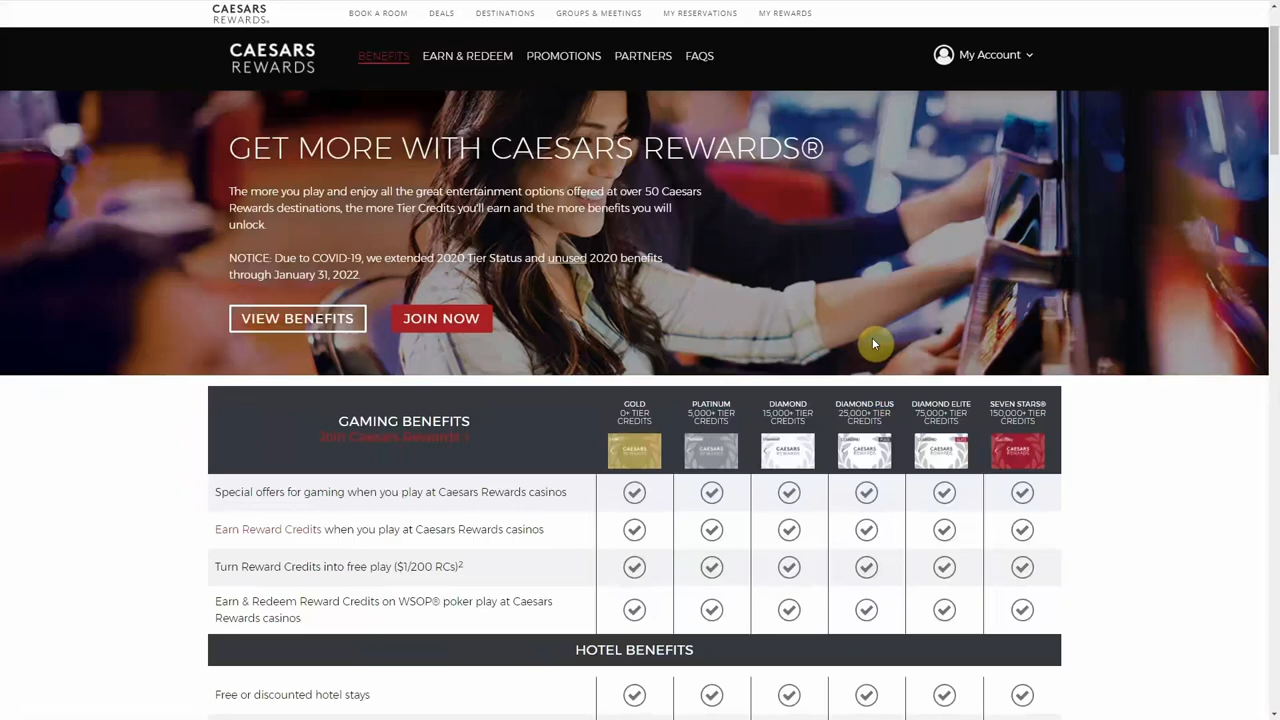 CAESARS
REWARDS®
BOOK A ROOM DEALS DESTINATIONS GROUPS & MEETINGS MY RESERVATIONS MY REWARDS
CAESARS
REWARDS
BENEFITS EARN & REDEEM PROMOTIONS PARTNERS FAQS
My Account
GET MORE WITH CAESARS REWARDS®
The more you play and enjoy all the great entertainment options offered at over 50 Caesars
Rewards destinations, the more Tier Credits you'll earn and the more benefits you will
unlock.
NOTICE: Due to COVID-19, we extended 2020 Tier Status and unused 2020 benefits
through January 31, 2022.
VIEW BENEFITS JOIN NOW
GAMING BENEFITS
Join Caesars Rewards
GOLD
0+ TIER
CREDITS
PLATINUM
5,000+ TIER
CREDITS
DIAMOND
15,000+ TIER
CREDITS
DIAMOND PLUS
25,000+ TIER
CREDITS
DIAMOND ELITE
75,000+ TIER
CREDITS
SEVEN STARS®
150,000+ TIER
CREDITS
Special offers for gaming when you play at Caesars Rewards casinos
Earn Reward Credits when you play at Caesars Rewards casinos
Turn Reward Credits into free play ($1/200 RCs)²
Earn & Redeem Reward Credits on WSOP® poker play at Caesars
Rewards casinos
HOTEL BENEFITS
Free or discounted hotel stays